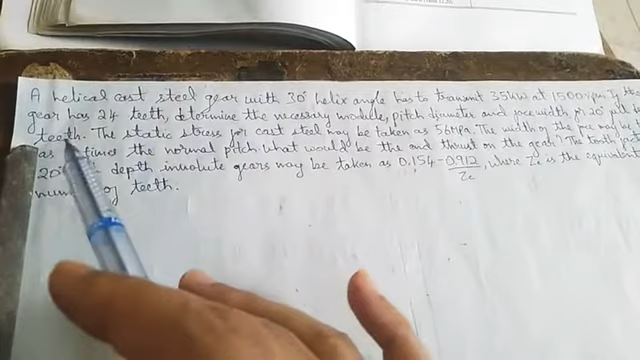 A helical cast steel gear with 30° helix angle has to transmit 35kW at 1500 rpm. If the
gear has 24 teeth, determine the necessary module, pitch diameter and face width for 20° full
teeth. The static stress for cast steel may be taken as 56MPa. The width of the face may be
as times the normal pitch. What would be the end thrust on the gear? The tooth
20° depth involute gears may be taken as 0.154 - 0.912/Ze, where Ze is the equivalent
number of teeth.